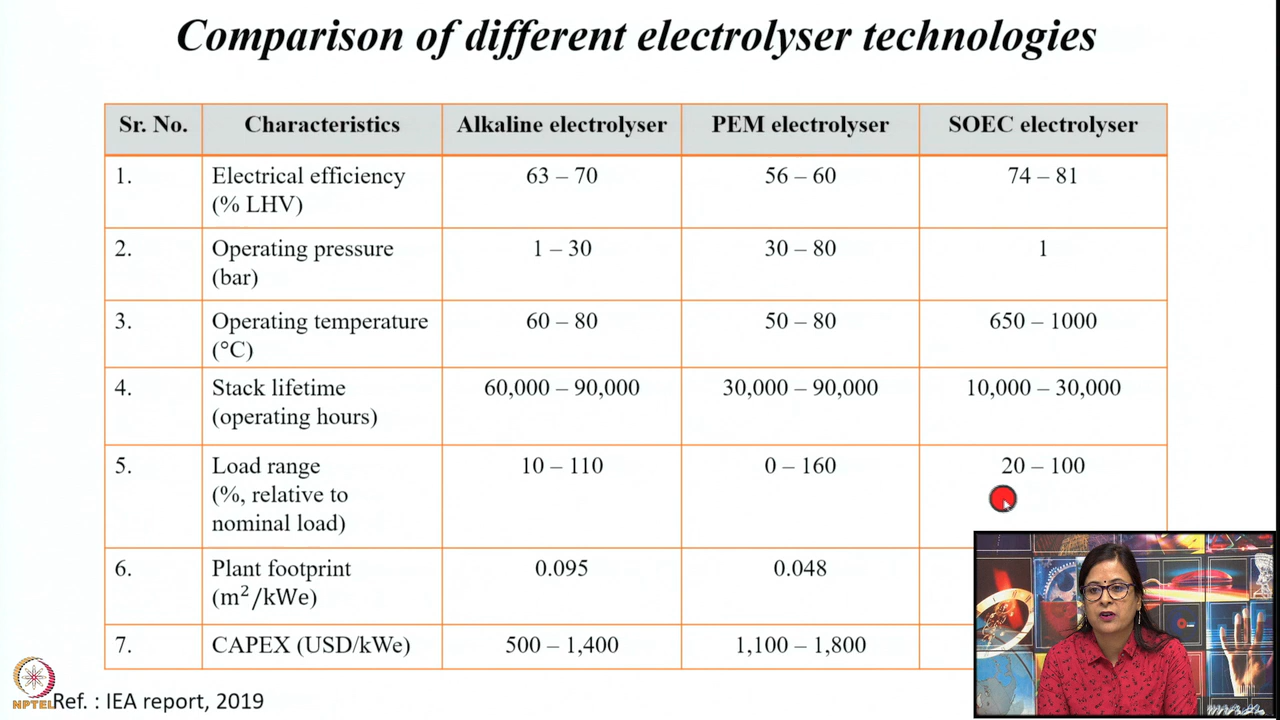 Comparison of different electrolyser technologies
Sr. No. Characteristics Alkaline electrolyser PEM electrolyser SOEC electrolyser
1. Electrical efficiency 63 – 70 56 – 60 74 – 81
(% LHV)
2. Operating pressure 1 – 30 30 – 80 1
(bar)
3. Operating temperature 60 – 80 50 – 80 650 – 1000
(°C)
4. Stack lifetime 60,000 – 90,000 30,000 – 90,000 10,000 – 30,000
(operating hours)
5. Load range 10 – 110 0 – 160 20 – 100
(%, relative to
nominal load)
6. Plant footprint 0.095 0.048
(m²/kWe)
7. CAPEX (USD/kWe) 500 – 1,400 1,100 – 1,800
NPTEL
Ref. : IEA report, 2019